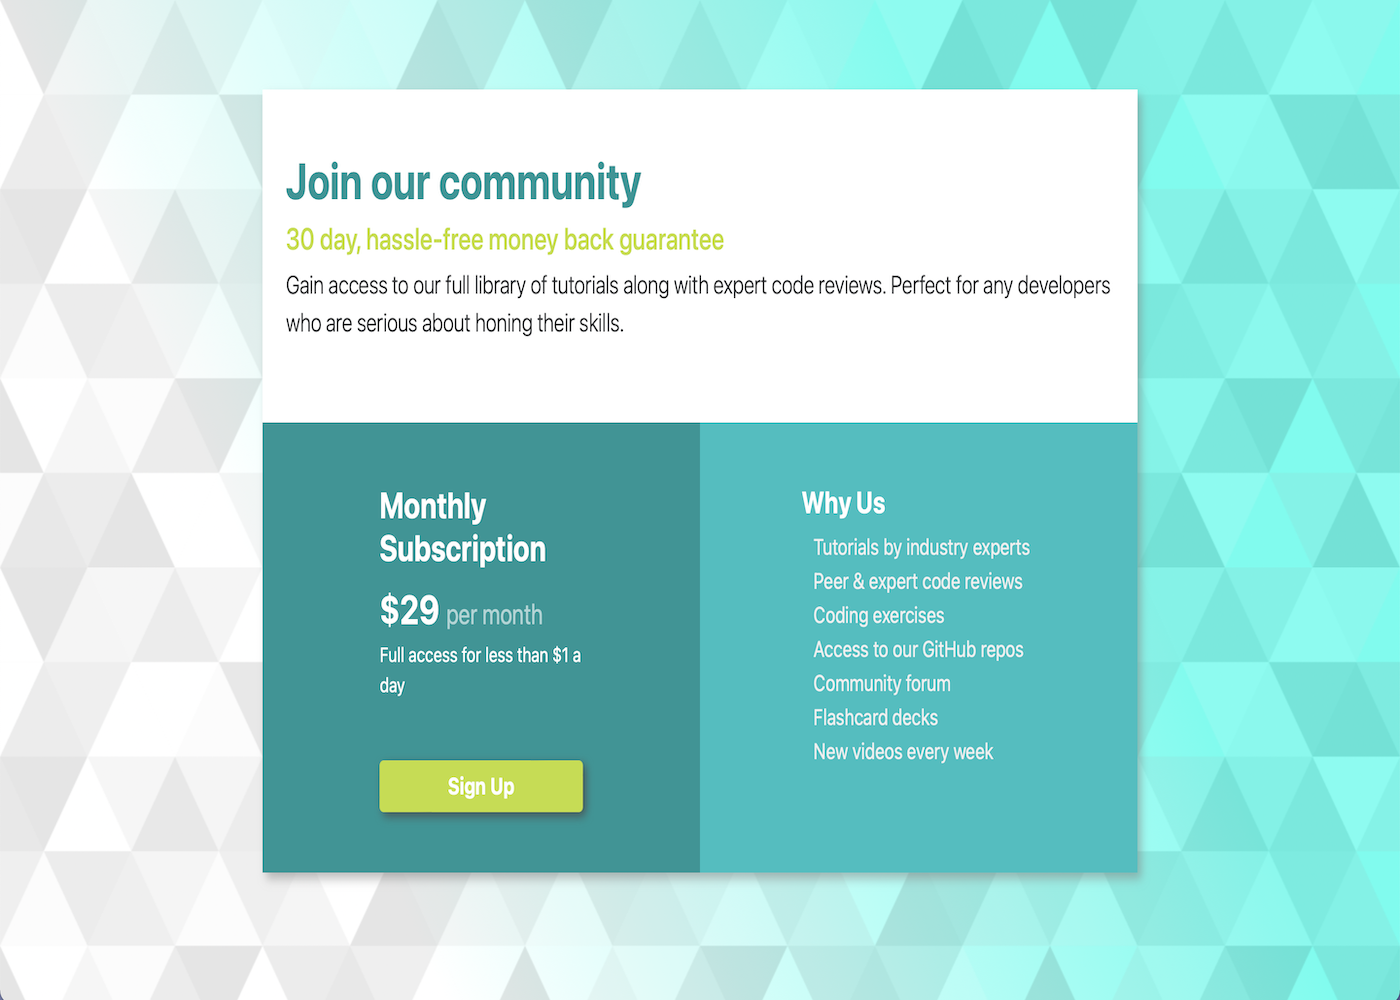 Join our community
30 day, hassle-free money back guarantee
Gain access to our full library of tutorials along with expert code reviews. Perfect for any developers
who are serious about honing their skills.
Monthly
Subscription
$29 per month
Full access for less than $1 a
day
Sign Up
Why Us
Tutorials by industry experts
Peer & expert code reviews
Coding exercises
Access to our GitHub repos
Community forum
Flashcard decks
New videos every week